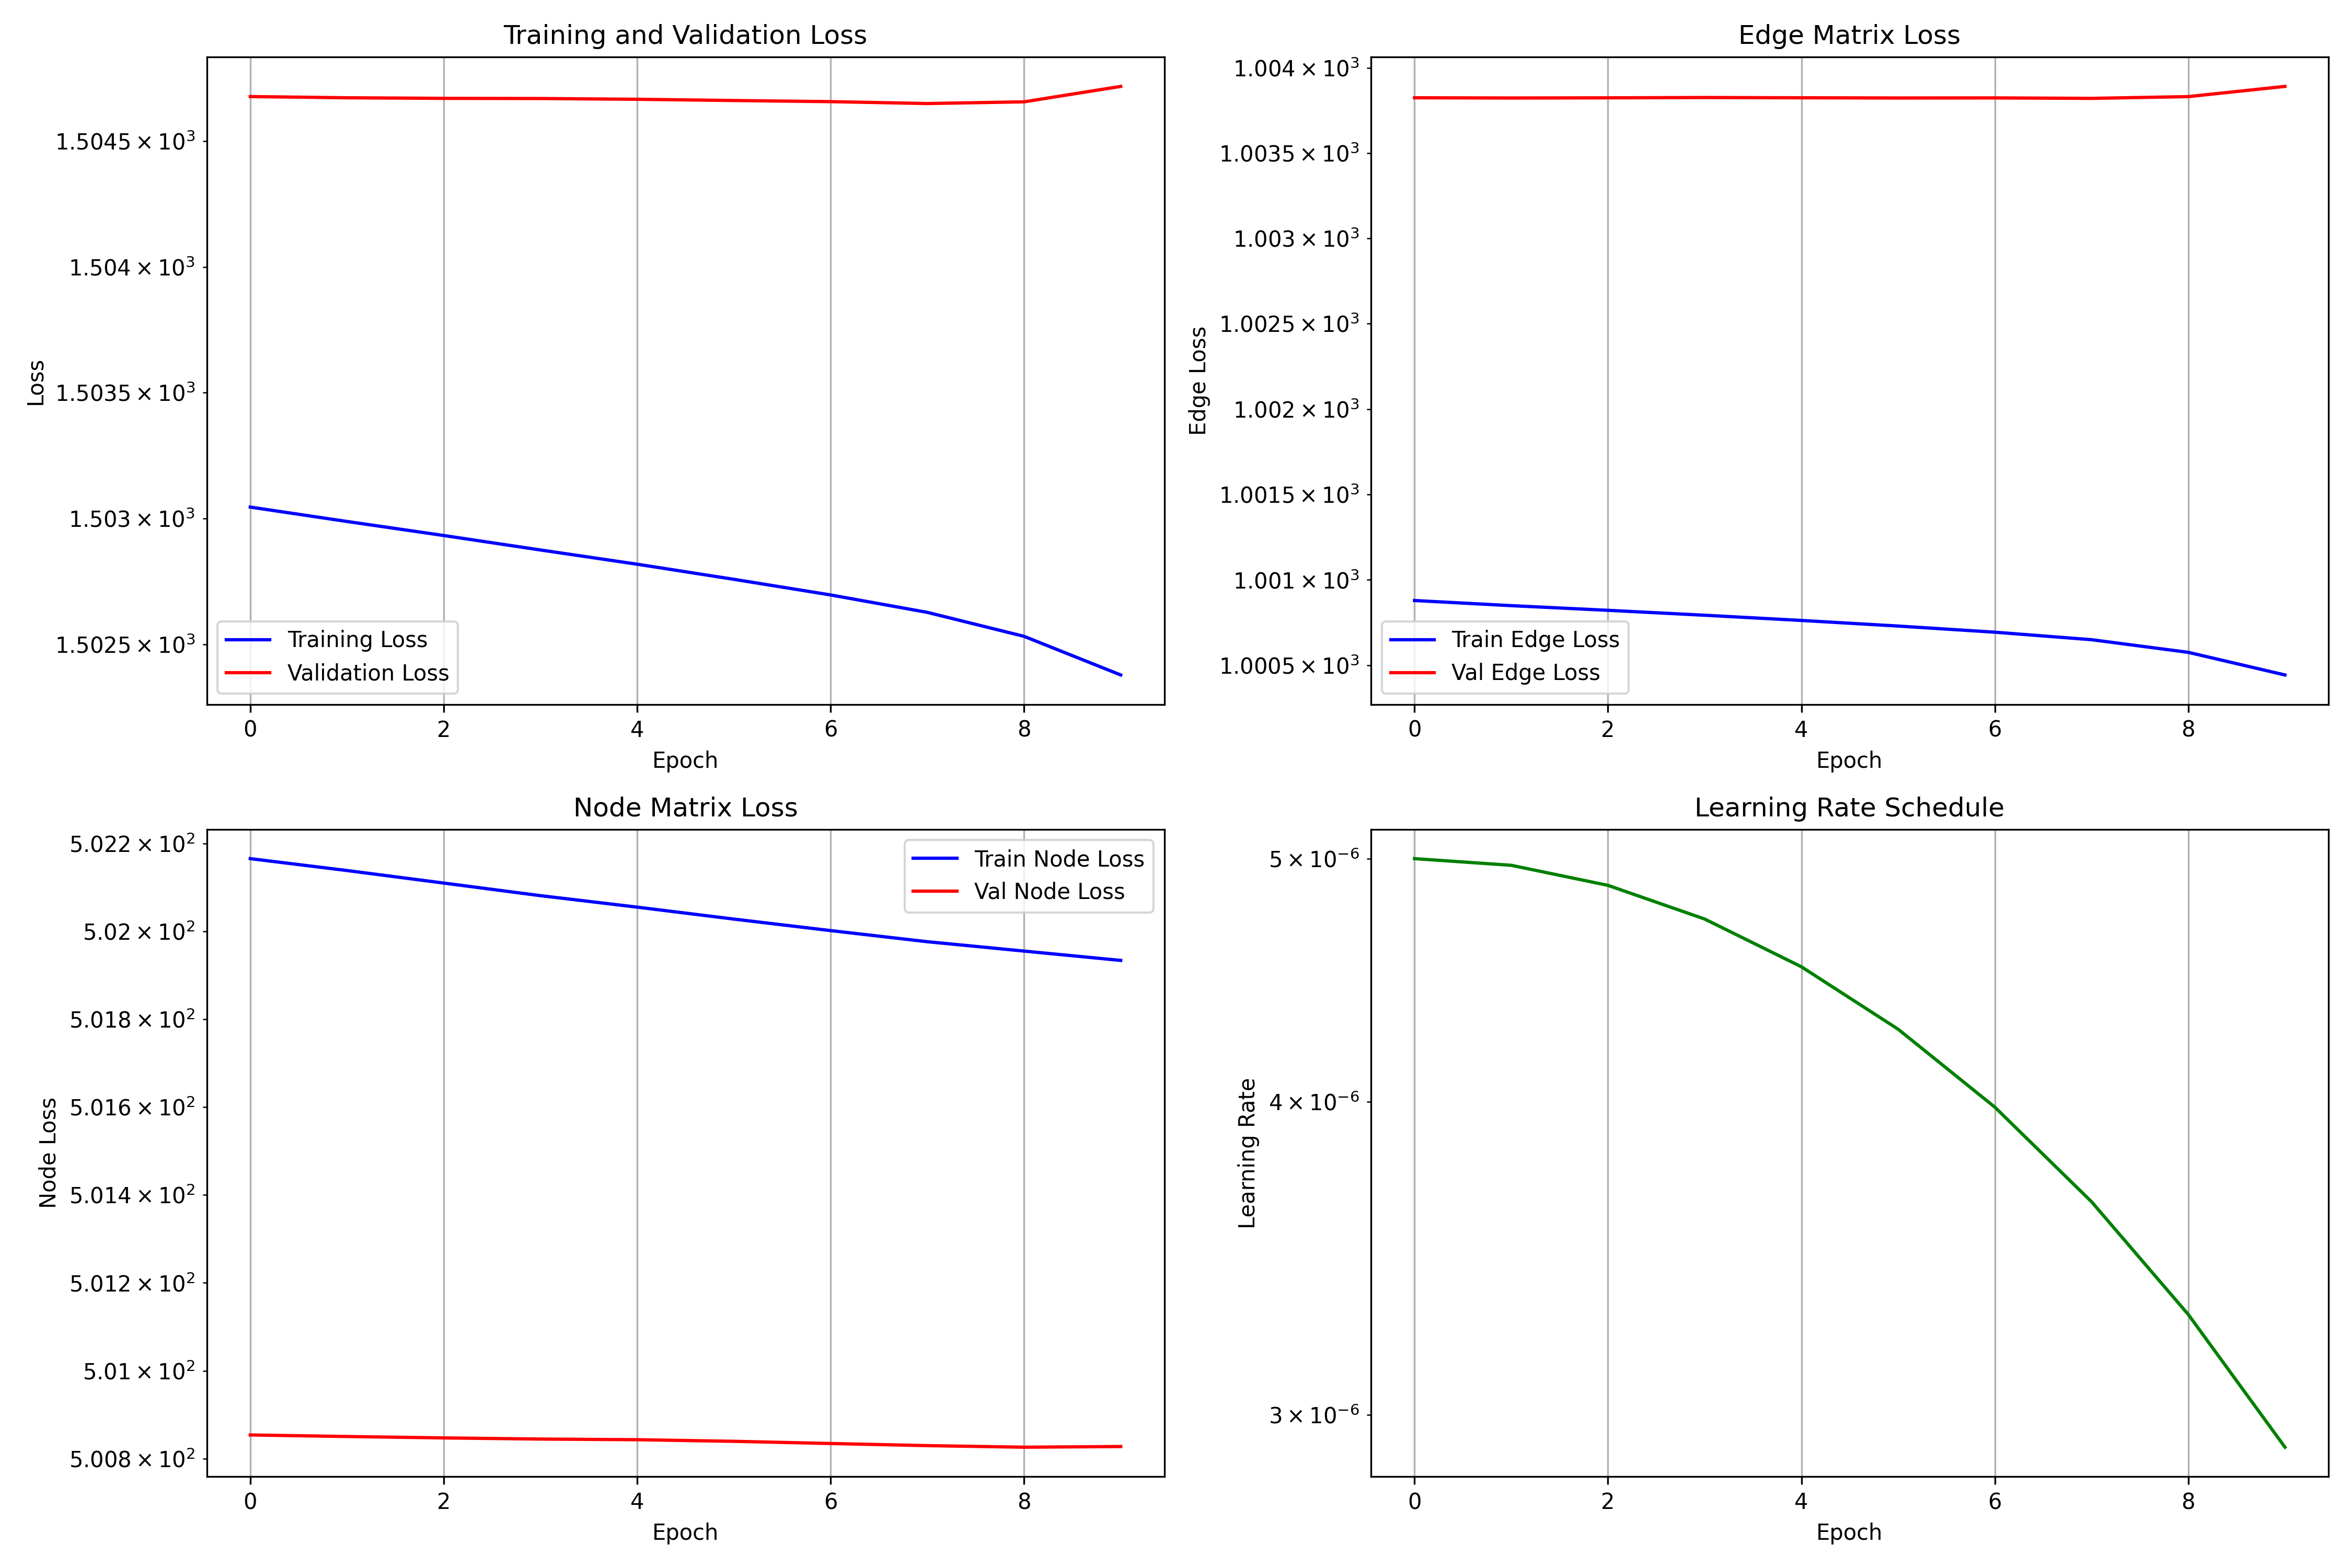 Training and Validation Loss
1.5045 × 10³
1.504 × 10³
1.5035 × 10³
1.503 × 10³
1.5025 × 10³
Loss
Training Loss
Validation Loss
0 2 4 6 8
Epoch
Edge Matrix Loss
1.004 × 10³
1.0035 × 10³
1.003 × 10³
1.0025 × 10³
1.002 × 10³
1.0015 × 10³
1.001 × 10³
1.0005 × 10³
Edge Loss
Train Edge Loss
Val Edge Loss
0 2 4 6 8
Epoch
Node Matrix Loss
5.022 × 10²
5.02 × 10²
5.018 × 10²
5.016 × 10²
5.014 × 10²
5.012 × 10²
5.01 × 10²
5.008 × 10²
Node Loss
Train Node Loss
Val Node Loss
0 2 4 6 8
Epoch
Learning Rate Schedule
5 × 10⁻⁶
4 × 10⁻⁶
3 × 10⁻⁶
Learning Rate
0 2 4 6 8
Epoch